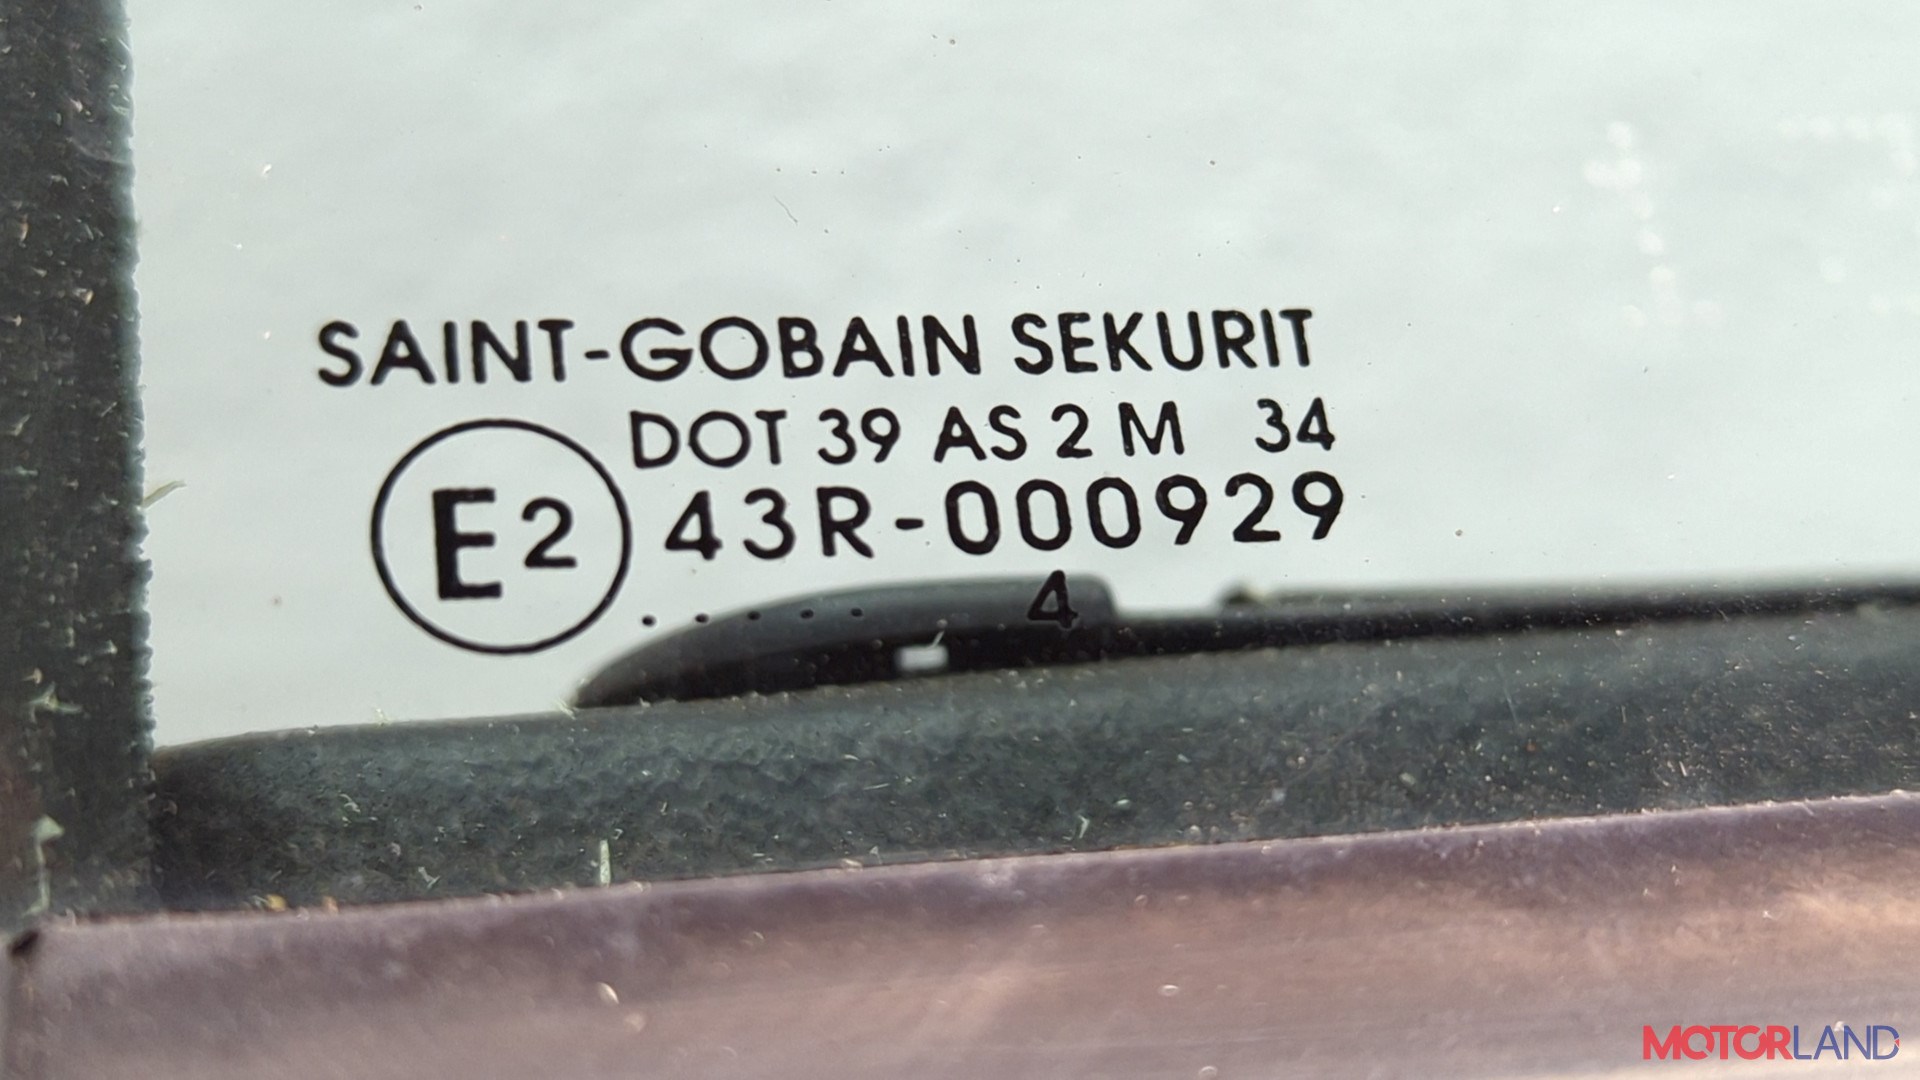 SAINT-GOBAIN SEKURIT
DOT 39 AS 2 M 34
E2 43R-000929
. . . . . 4
MOTORLAND